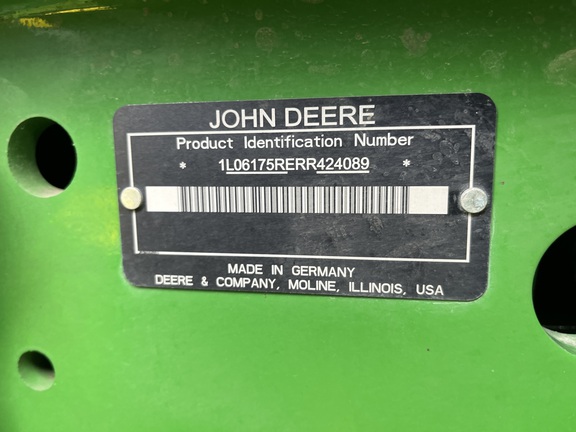 JOHN DEERE
Product Identification Number
* 1L06175RERR424089 *
MADE IN GERMANY
DEERE & COMPANY, MOLINE, ILLINOIS, USA